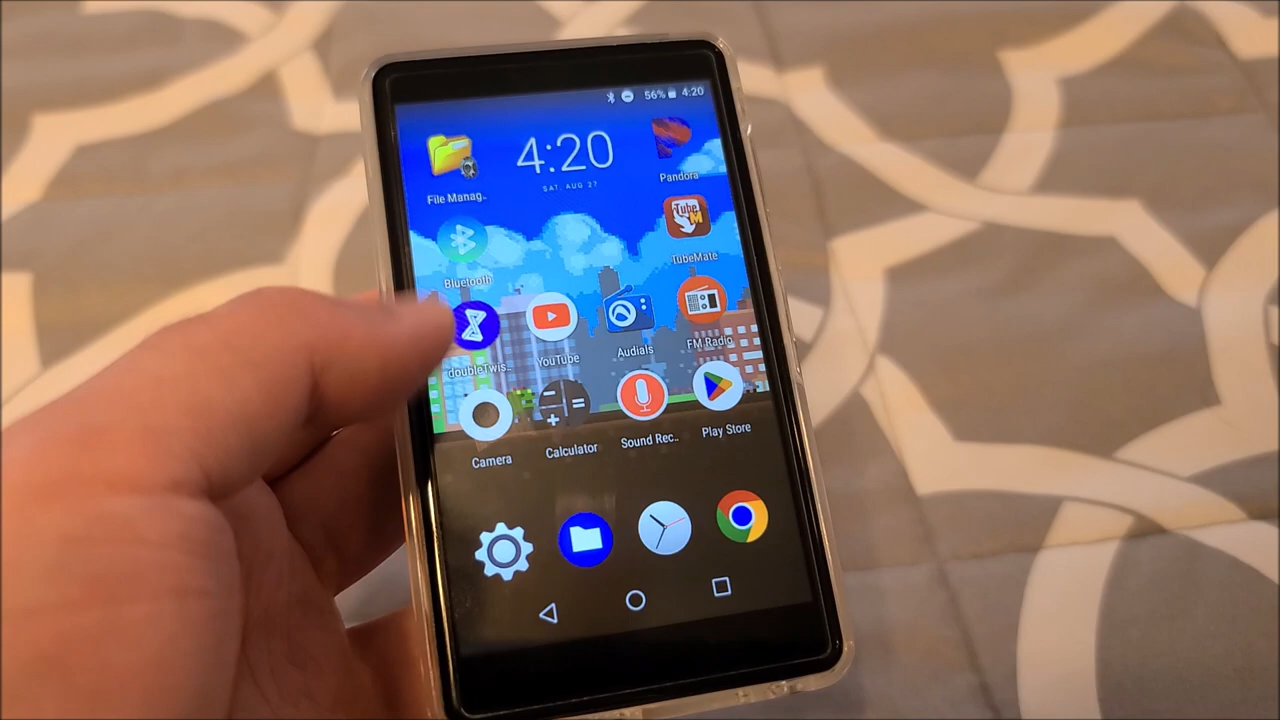 56% 4:20
4:20
SAT, AUG 27
File Manag..
Pandora
Bluetooth
Tube
M
TubeMate
doubleTwis..
YouTube
Audials
FM Radio
Camera
Calculator
Sound Rec..
Play Store